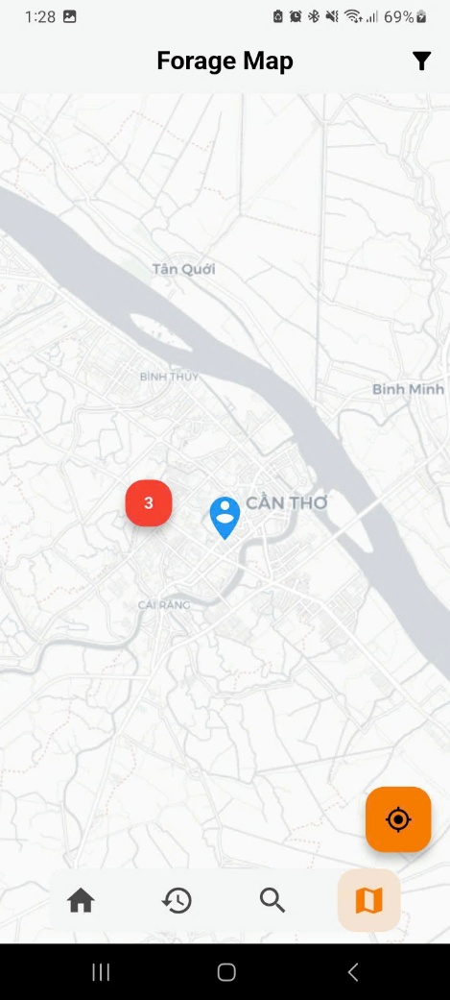 1:28 69%
Forage Map
Tân Quới
BÌNH THỦY
Bình Minh
3
CẦN THƠ
CÁI RĂNG